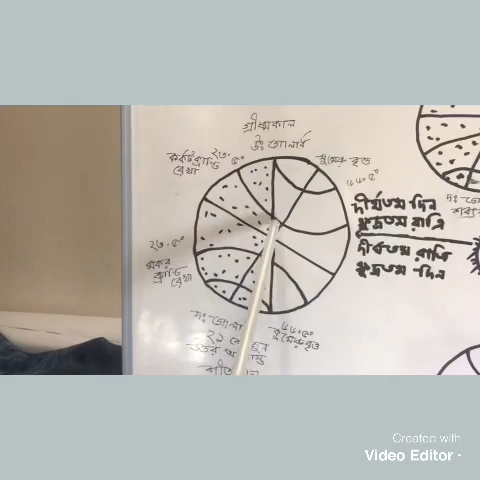 গ্রীষ্মকাল
উঃ গোলার্ধ
কর্কটক্রান্তি ২৩.৫°
রেখা
সুমেরু বৃত্ত
৬৬.৫°
দীর্ঘতম দিন
ক্ষুদ্রতম রাত্রি
দীর্ঘতম রাত্রি
ক্ষুদ্রতম দিন
২৩.৫°
মকর
ক্রান্তি
রেখা
৬৬.৫°
কুমেরুবৃত্ত
দঃ
২১
Created with
Video Editor